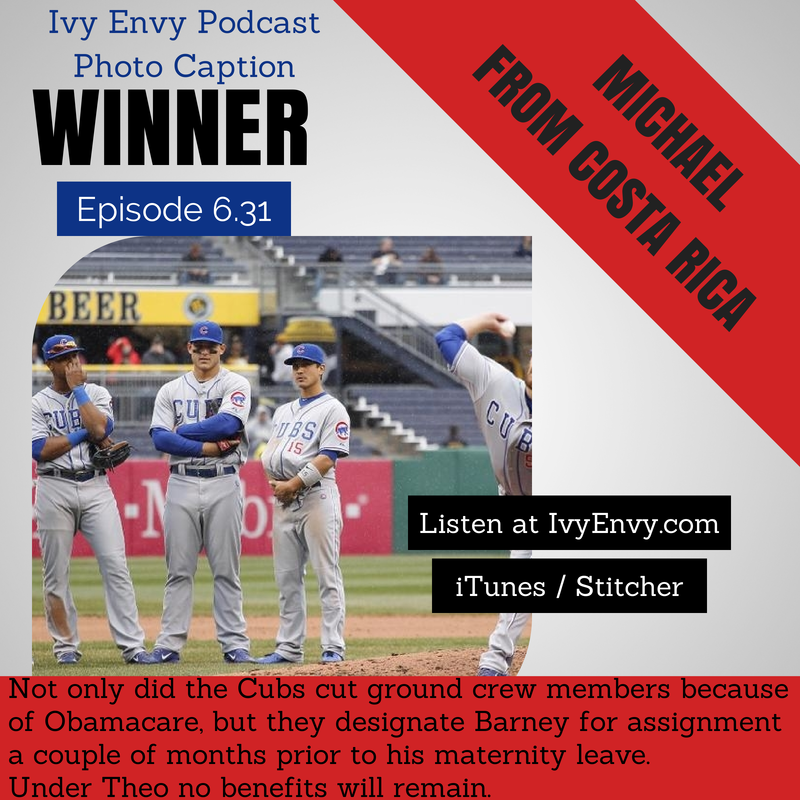 Ivy Envy Podcast
Photo Caption
WINNER
Episode 6.31
MICHAEL
FROM COSTA RICA
BEER
CUBS
CUBS
CUBS
15
CUB
T-Mobile
Listen at IvyEnvy.com
iTunes / Stitcher
Not only did the Cubs cut ground crew members because
of Obamacare, but they designate Barney for assignment
a couple of months prior to his maternity leave.
Under Theo no benefits will remain.